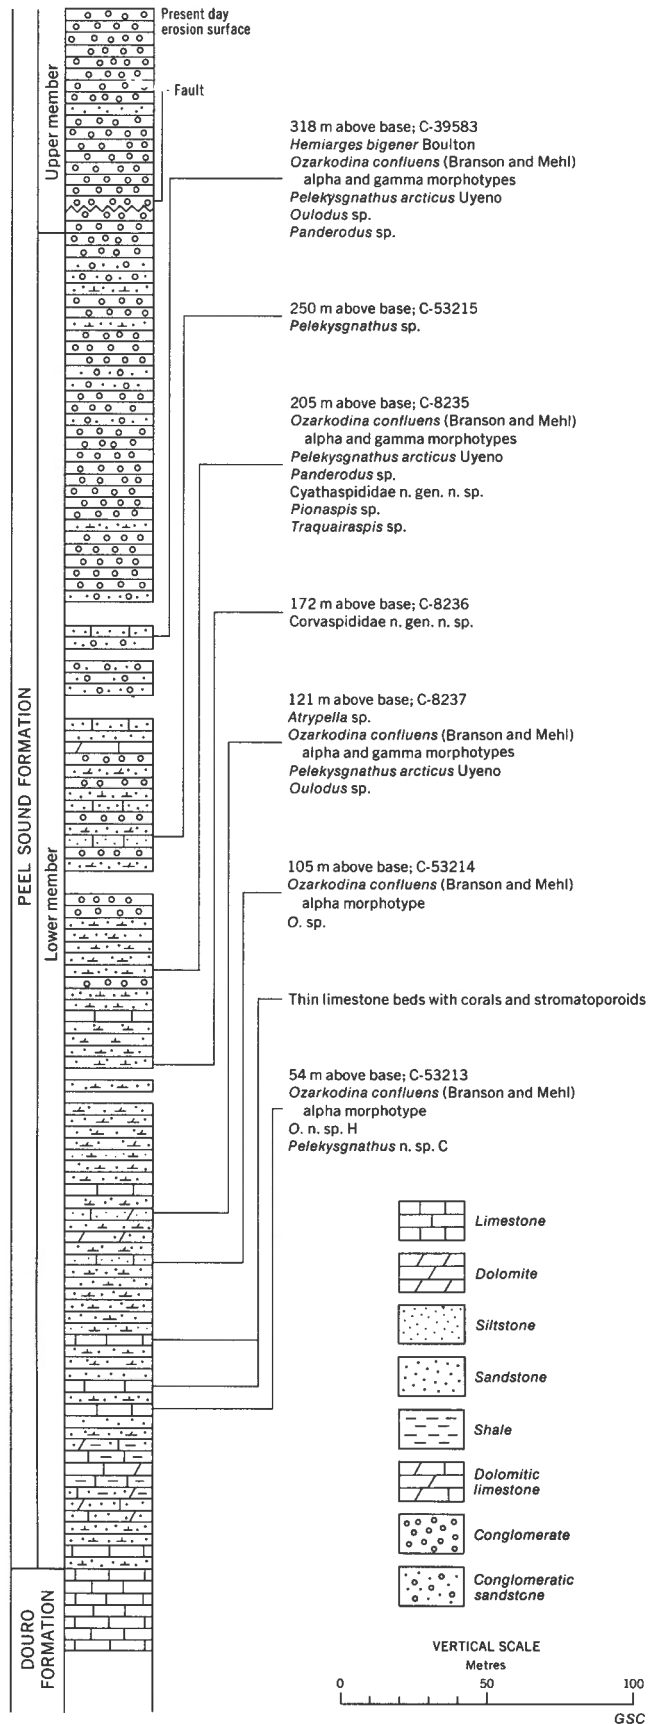 Present day
erosion surface
Fault
318 m above base; C-39583
Hemiarges bigener Boulton
Ozarkodina confluens (Branson and Mehl)
alpha and gamma morphotypes
Pelekysgnathus arcticus Uyeno
Oulodus sp.
Panderodus sp.
250 m above base; C-53215
Pelekysgnathus sp.
205 m above base; C-8235
Ozarkodina confluens (Branson and Mehl)
alpha and gamma morphotypes
Pelekysgnathus arcticus Uyeno
Panderodus sp.
Cyathaspididae n. gen. n. sp.
Pionaspis sp.
Traquairaspis sp.
172 m above base; C-8236
Corvaspididae n. gen. n. sp.
121 m above base; C-8237
Atrypella sp.
Ozarkodina confluens (Branson and Mehl)
alpha and gamma morphotypes
Pelekysgnathus arcticus Uyeno
Oulodus sp.
105 m above base; C-53214
Ozarkodina confluens (Branson and Mehl)
alpha morphotype
O. sp.
Thin limestone beds with corals and stromatoporoids
54 m above base; C-53213
Ozarkodina confluens (Branson and Mehl)
alpha morphotype
O. n. sp. H
Pelekysgnathus n. sp. C
Upper member
Lower member
PEEL SOUND FORMATION
DOURO
FORMATION
Limestone
Dolomite
Siltstone
Sandstone
Shale
Dolomitic
limestone
Conglomerate
Conglomeratic
sandstone
VERTICAL SCALE
Metres
0 50 100
GSC